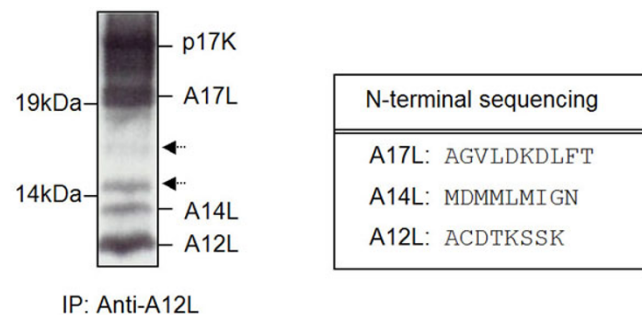 p17K
19kDa
A17L
14kDa
A14L
A12L
IP: Anti-A12L
N-terminal sequencing
A17L: AGVLDKDLFT
A14L: MDMMLMIGN
A12L: ACDTKSSK